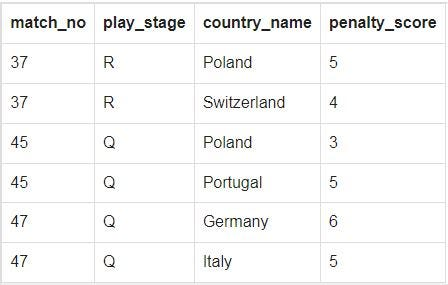 match_no play_stage country_name penalty_score
37 R Poland 5
37 R Switzerland 4
45 Q Poland 3
45 Q Portugal 5
47 Q Germany 6
47 Q Italy 5